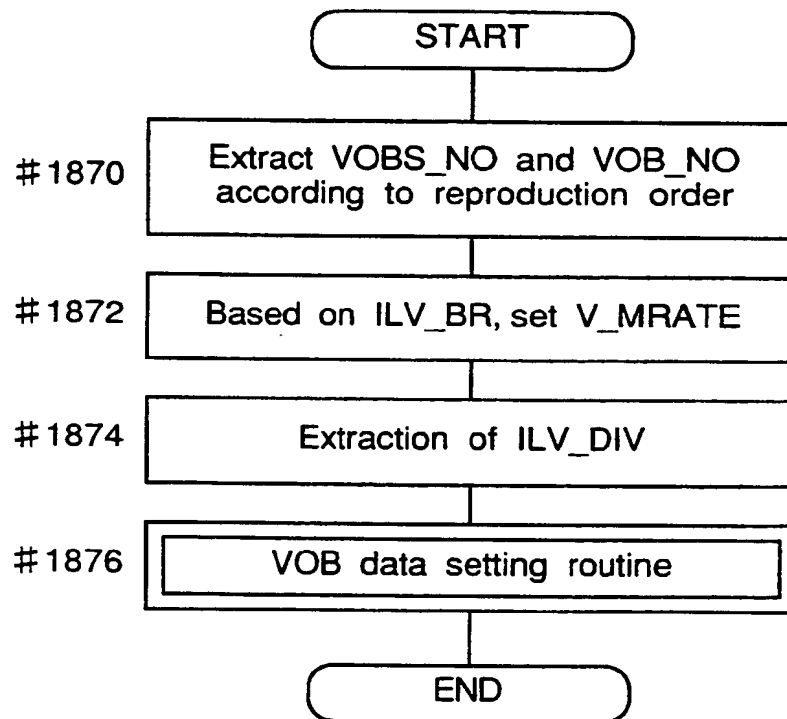 START
#1870
Extract VOBS_NO and VOB_NO
according to reproduction order
#1872
Based on ILV_BR, set V_MRATE
#1874
Extraction of ILV_DIV
#1876
VOB data setting routine
END